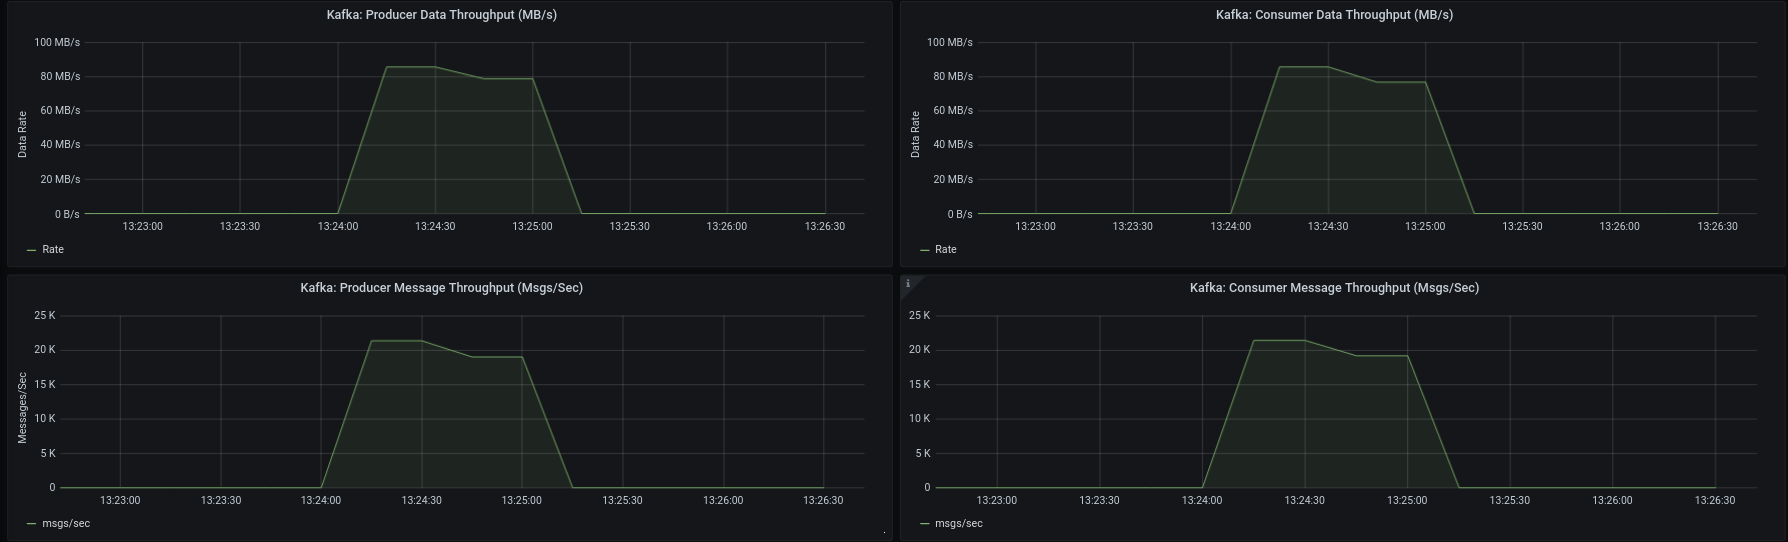 Kafka: Producer Data Throughput (MB/s)
100 MB/s
80 MB/s
60 MB/s
40 MB/s
20 MB/s
0 B/s
Data Rate
13:23:00 13:23:30 13:24:00 13:24:30 13:25:00 13:25:30 13:26:00 13:26:30
Rate
Kafka: Consumer Data Throughput (MB/s)
100 MB/s
80 MB/s
60 MB/s
40 MB/s
20 MB/s
0 B/s
Data Rate
13:23:00 13:23:30 13:24:00 13:24:30 13:25:00 13:25:30 13:26:00 13:26:30
Rate
Kafka: Producer Message Throughput (Msgs/Sec)
25 K
20 K
15 K
10 K
5 K
0
Messages/Sec
13:23:00 13:23:30 13:24:00 13:24:30 13:25:00 13:25:30 13:26:00 13:26:30
msgs/sec
i
Kafka: Consumer Message Throughput (Msgs/Sec)
25 K
20 K
15 K
10 K
5 K
0
13:23:00 13:23:30 13:24:00 13:24:30 13:25:00 13:25:30 13:26:00 13:26:30
msgs/sec